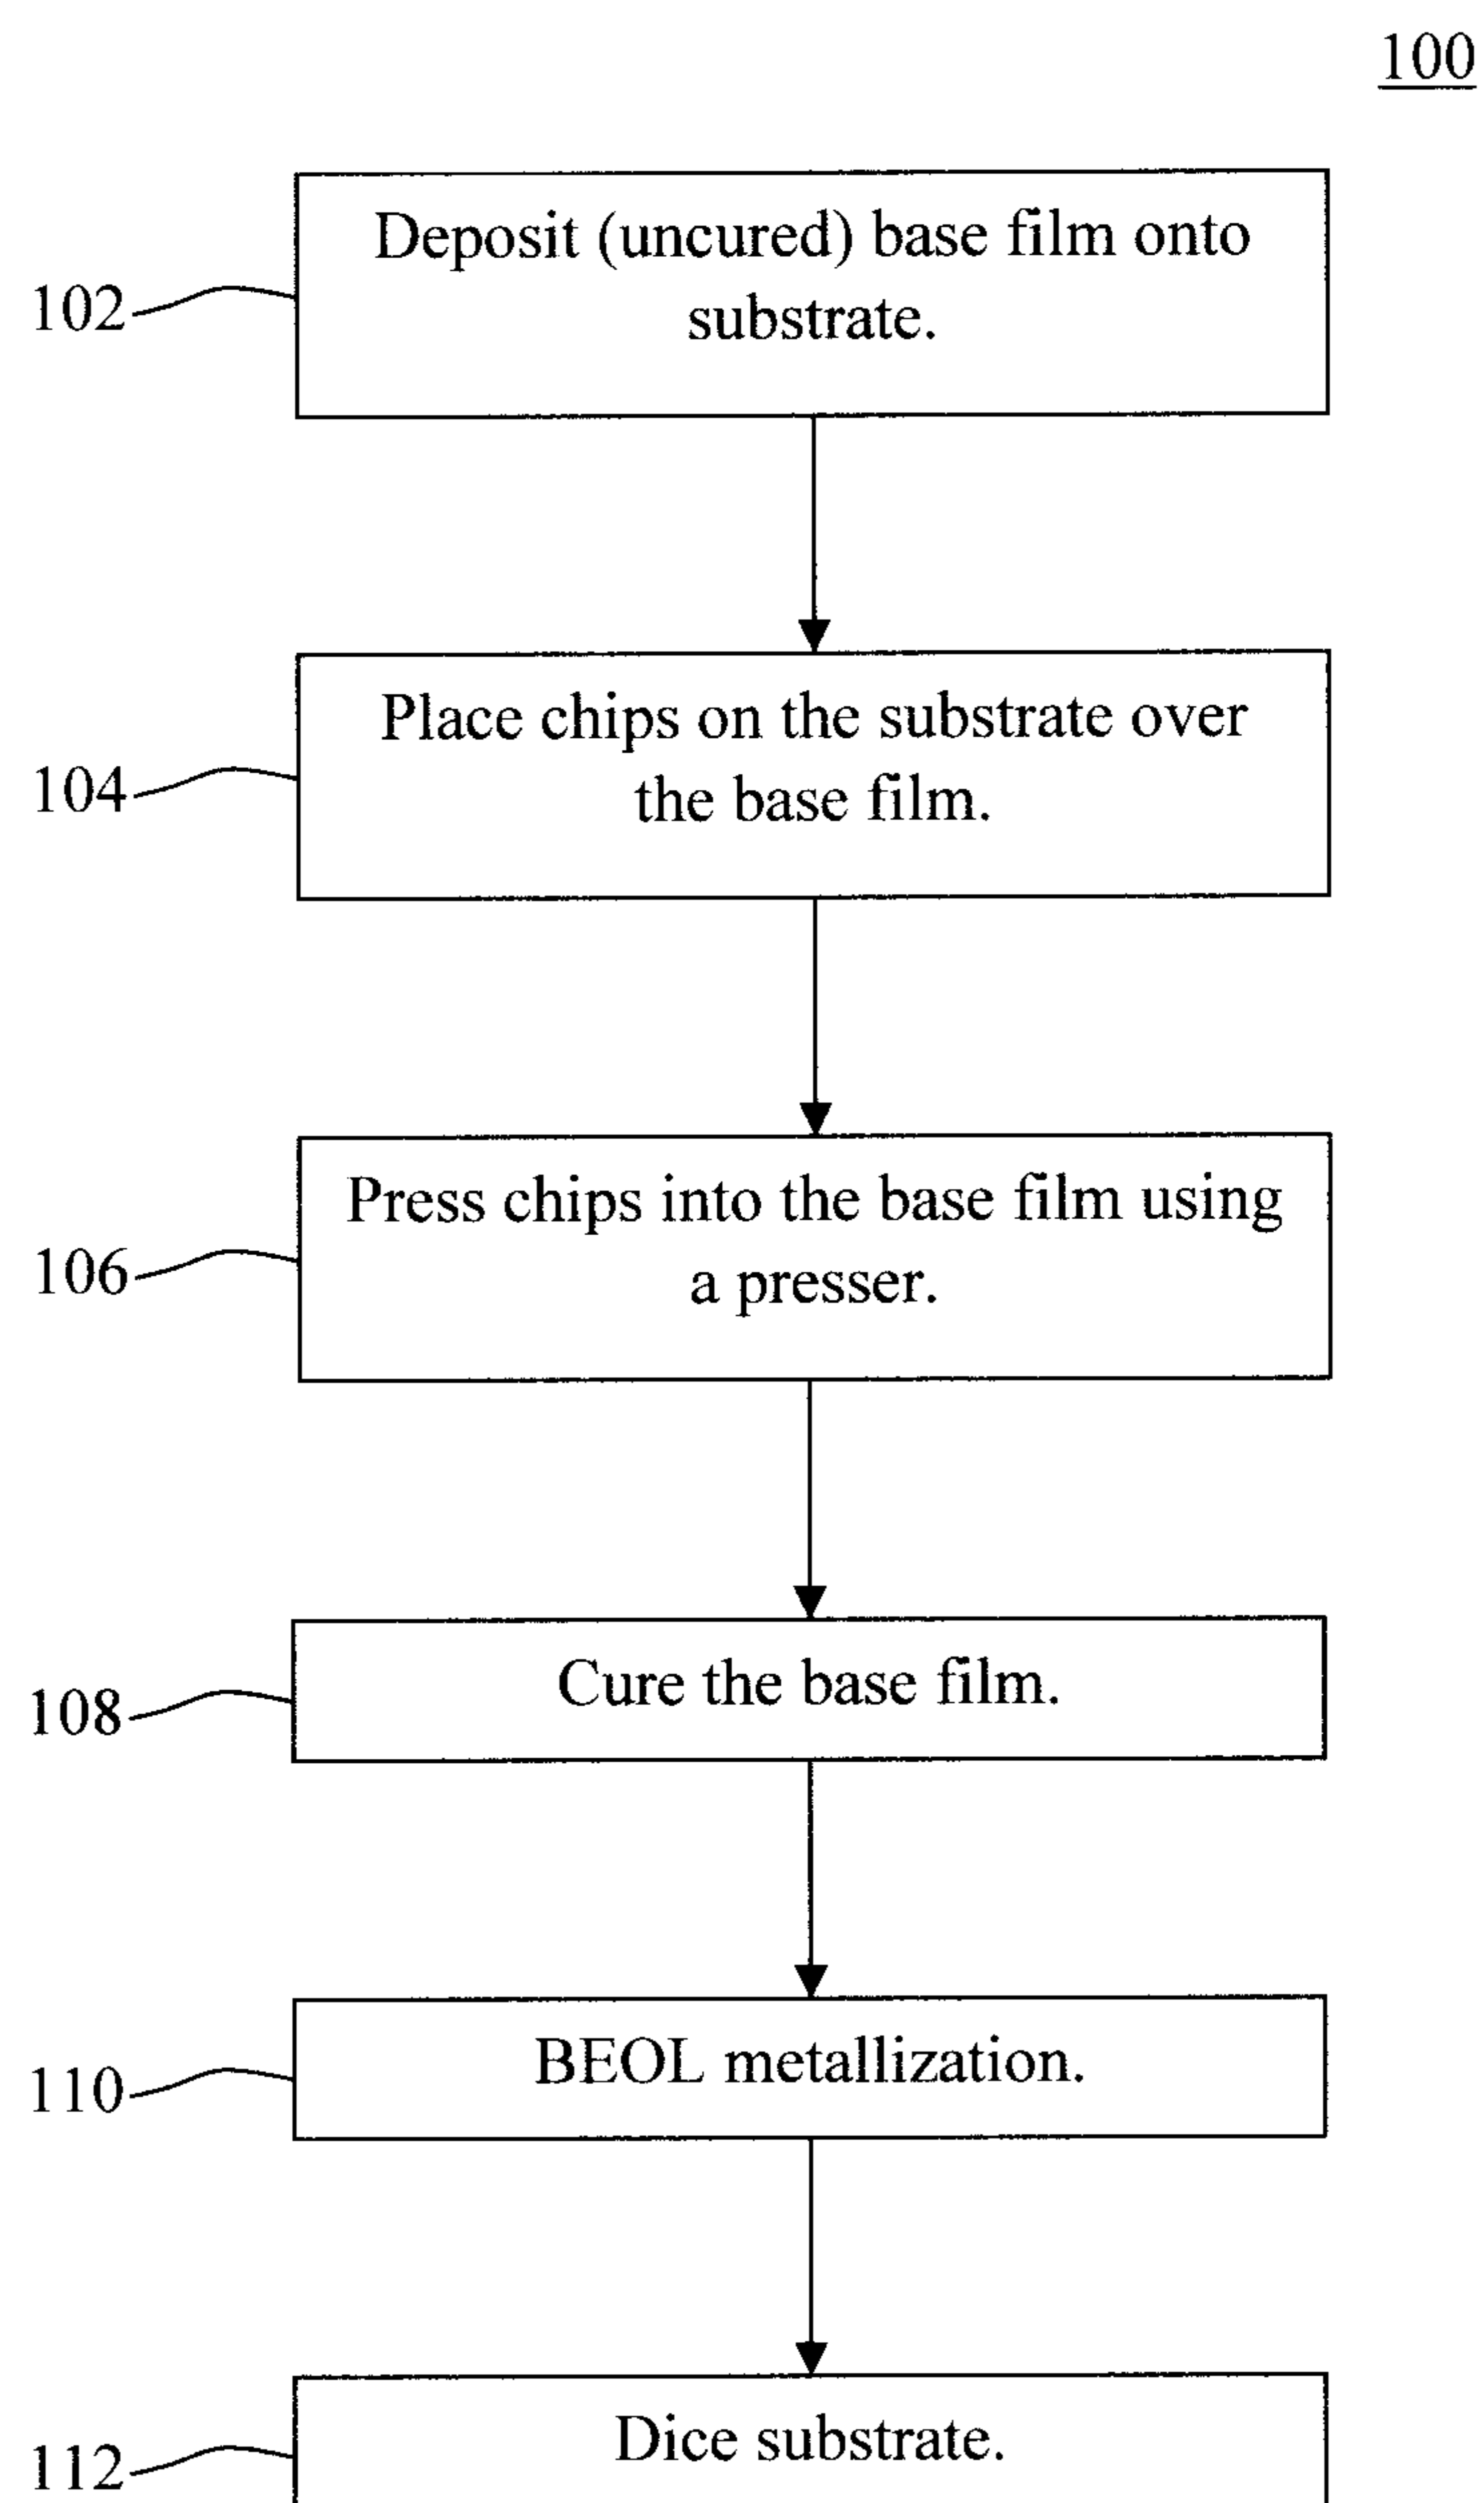 100
Deposit (uncured) base film onto
substrate.
102
Place chips on the substrate over
the base film.
104
Press chips into the base film using
a presser.
106
Cure the base film.
108
BEOL metallization.
110
Dice substrate.
112